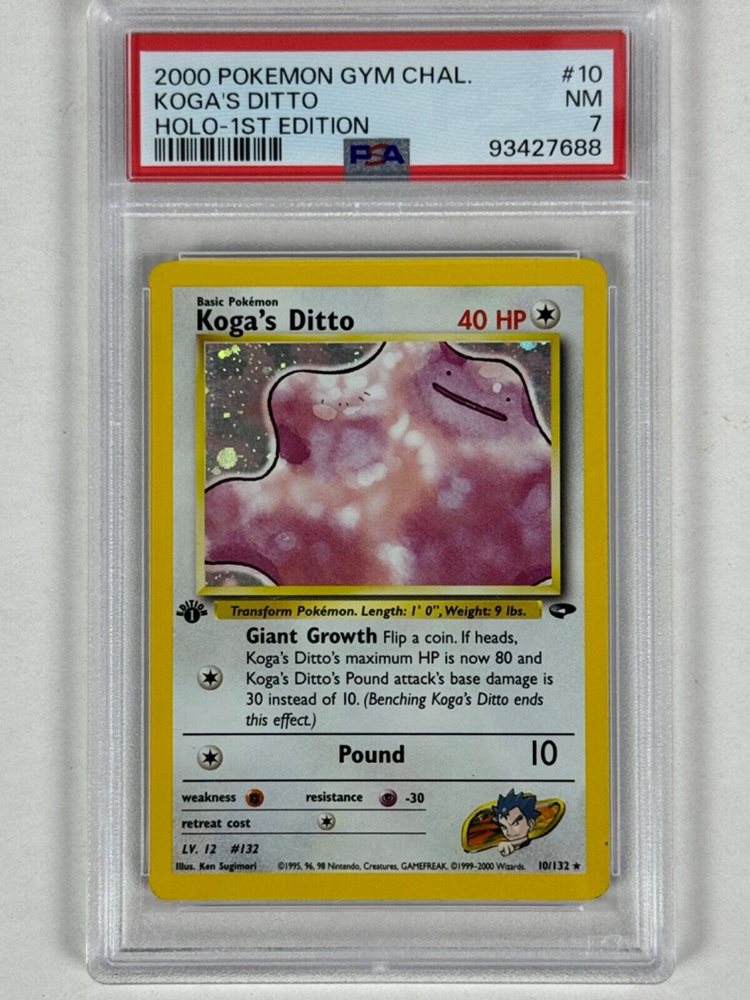 2000 POKEMON GYM CHAL. #10
KOGA'S DITTO NM
HOLO-1ST EDITION 7
PSA 93427688
Basic Pokémon
Koga's Ditto 40 HP
EDITION
1
Transform Pokémon. Length: 1' 0", Weight: 9 lbs.
Giant Growth Flip a coin. If heads,
Koga's Ditto's maximum HP is now 80 and
Koga's Ditto's Pound attack's base damage is
30 instead of 10. (Benching Koga's Ditto ends
this effect.)
Pound 10
weakness resistance -30
retreat cost
LV. 12 #132
Illus. Ken Sugimori ©1995, 96, 98 Nintendo, Creatures, GAMEFREAK. ©1999-2000 Wizards. 10/132 ★